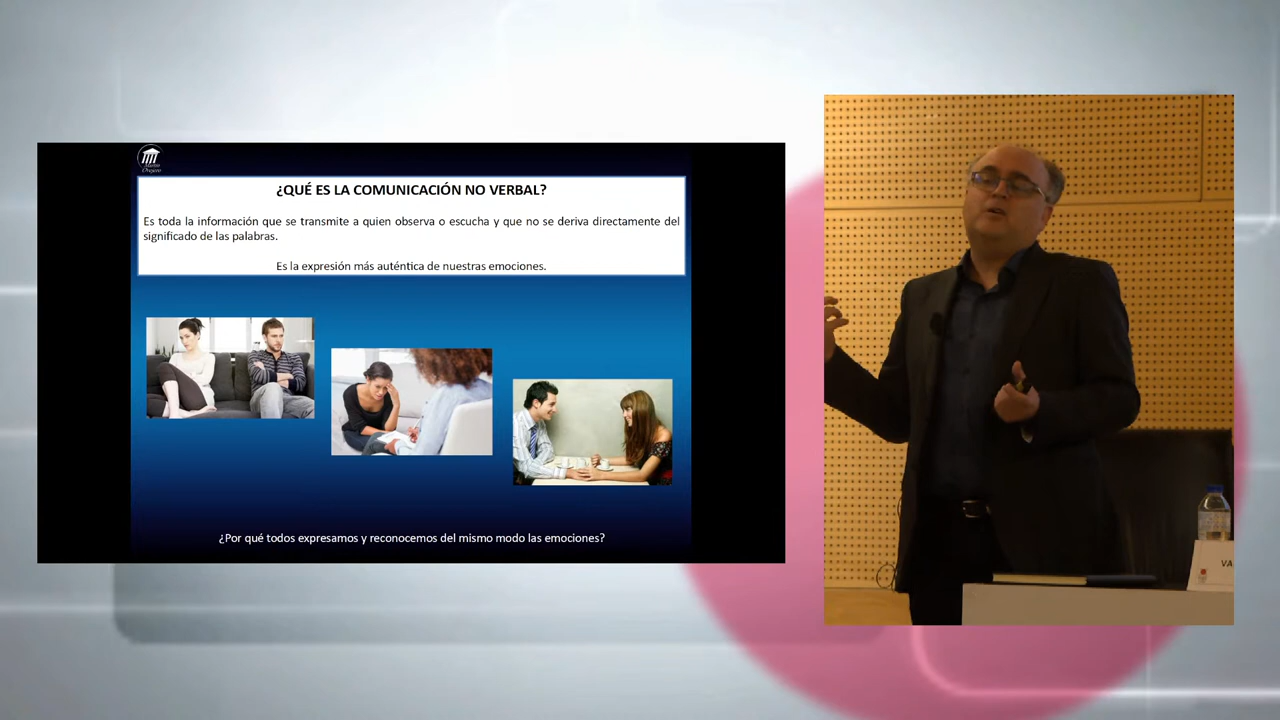 ¿QUÉ ES LA COMUNICACIÓN NO VERBAL?
Es toda la información que se transmite a quien observa o escucha y que no se deriva directamente del
significado de las palabras.
Es la expresión más auténtica de nuestras emociones.
¿Por qué todos expresamos y reconocemos del mismo modo las emociones?
VA